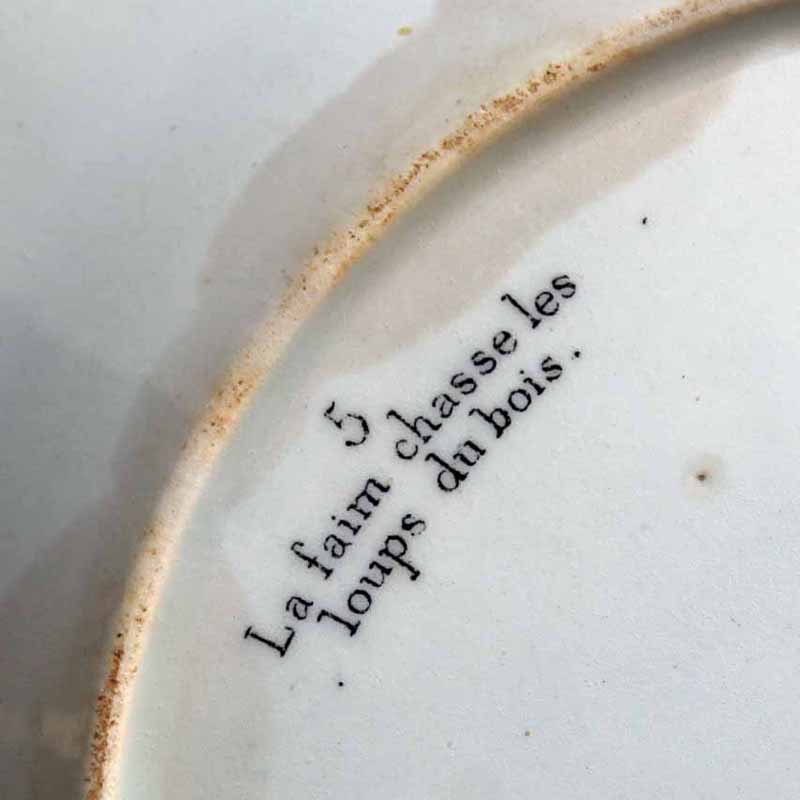 5
La faim chasse les
loups du bois.